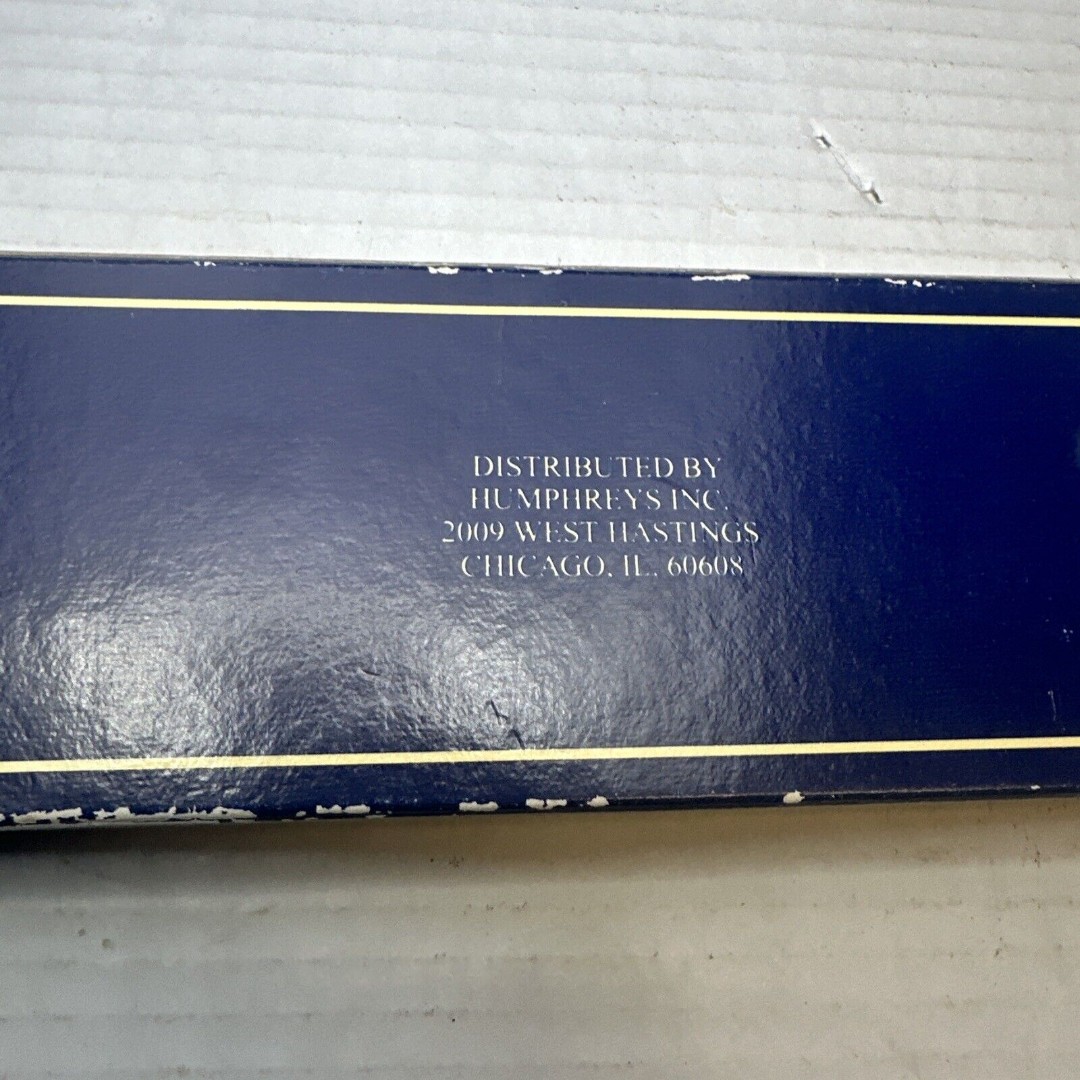 DISTRIBUTED BY
HUMPHREYS INC.
2009 WEST HASTINGS
CHICAGO, IL. 60608